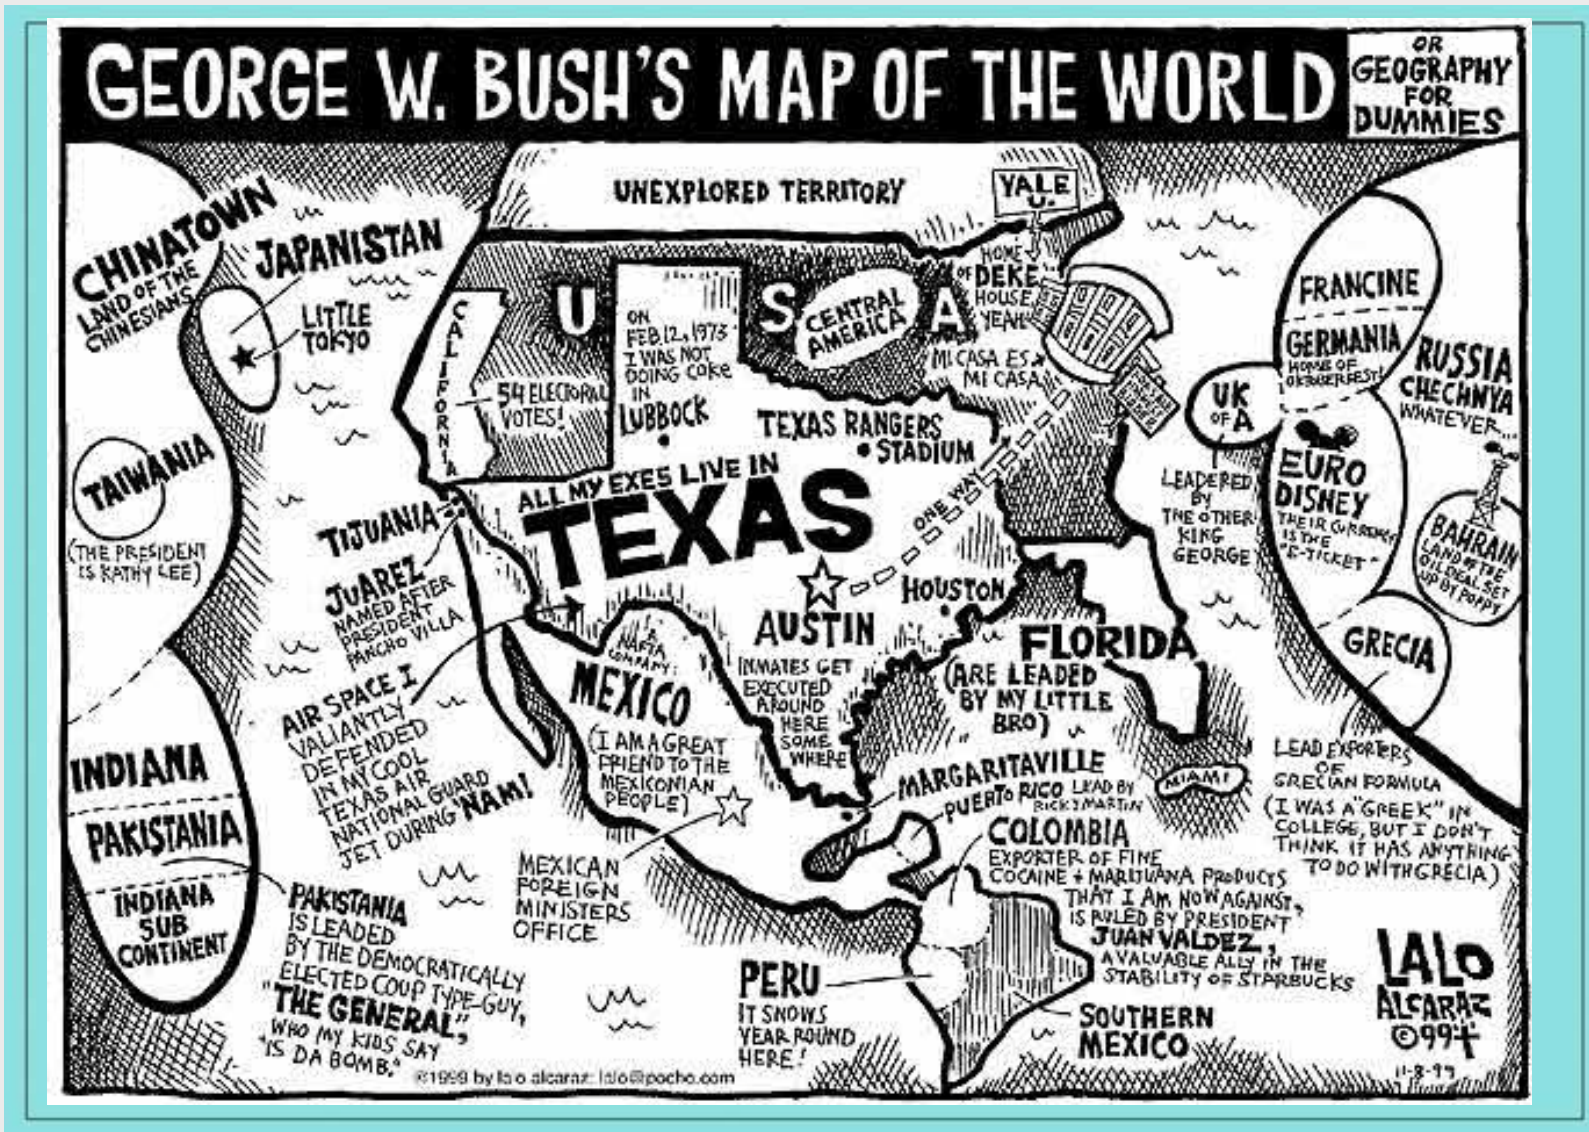 GEORGE W. BUSH'S MAP OF THE WORLD
OR
GEOGRAPHY
FOR
DUMMIES
UNEXPLORED TERRITORY
YALE
U.
CHINATOWN
LAND OF THE
CHINESIANS
JAPANISTAN
LITTLE
TOKYO
TAIWANIA
(THE PRESIDENT
IS KATHY LEE)
INDIANA
PAKISTANIA
INDIANA
SUB
CONTINENT
PAKISTANIA
IS LEADED
BY THE DEMOCRATICALLY
ELECTED COUP TYPE-GUY,
"THE GENERAL",
WHO MY KIDS SAY
"IS DA BOMB."
CALIFORNIA
54 ELECTORAL
VOTES!
U S A
ON
FEB. 12, 1973
I WAS NOT
DOING COKE
IN
LUBBOCK
CENTRAL
AMERICA
HOME
OF DEKE
HOUSE
YEAH
MI CASA ES
MI CASA
TEXAS RANGERS
STADIUM
ALL MY EXES LIVE IN
TEXAS
ONE WAY
AUSTIN
HOUSTON
INMATES GET
EXECUTED
AROUND
HERE
SOME
WHERE
TIJUANIA
JUAREZ
NAMED AFTER
PRESIDENT
PANCHO VILLA
AIR SPACE I
VALIANTLY
DEFENDED
IN MY COOL
TEXAS AIR
NATIONAL GUARD
JET DURING 'NAM!
A
NAFTA
COMPANY:
MEXICO
(I AM A GREAT
FRIEND TO THE
MEXICONIAN
PEOPLE)
MEXICAN
FOREIGN
MINISTERS
OFFICE
FLORIDA
(ARE LEADED
BY MY LITTLE
BRO)
MIAMI
MARGARITAVILLE
PUERTO RICO LEAD BY
RICKY MARTIN
COLOMBIA
EXPORTER OF FINE
COCAINE + MARIJUANA PRODUCTS
THAT I AM NOW AGAINST,
IS RULED BY PRESIDENT
JUAN VALDEZ,
A VALUABLE ALLY IN THE
STABILITY OF STARBUCKS
PERU
IT SNOWS
YEAR ROUND
HERE!
SOUTHERN
MEXICO
FRANCINE
GERMANIA
HOME OF
OKTOBERFEST!
UK
OF A
LEADERED
BY
THE OTHER
KING
GEORGE
EURO
DISNEY
THEIR CURRENCY
IS THE
"E-TICKET"
RUSSIA
CHECHNYA
WHATEVER...
BAHRAIN
LAND OF THE
OIL DEAL SET
UP BY POPPY
GRECIA
LEAD EXPORTERS
OF
GRECIAN FORMULA
(I WAS A "GREEK" IN
COLLEGE, BUT I DON'T
THINK IT HAS ANYTHING
TO DO WITH GRECIA)
LALO
ALCARAZ
©99
11-8-99
©1999 by lalo alcaraz: lalo@pocho.com